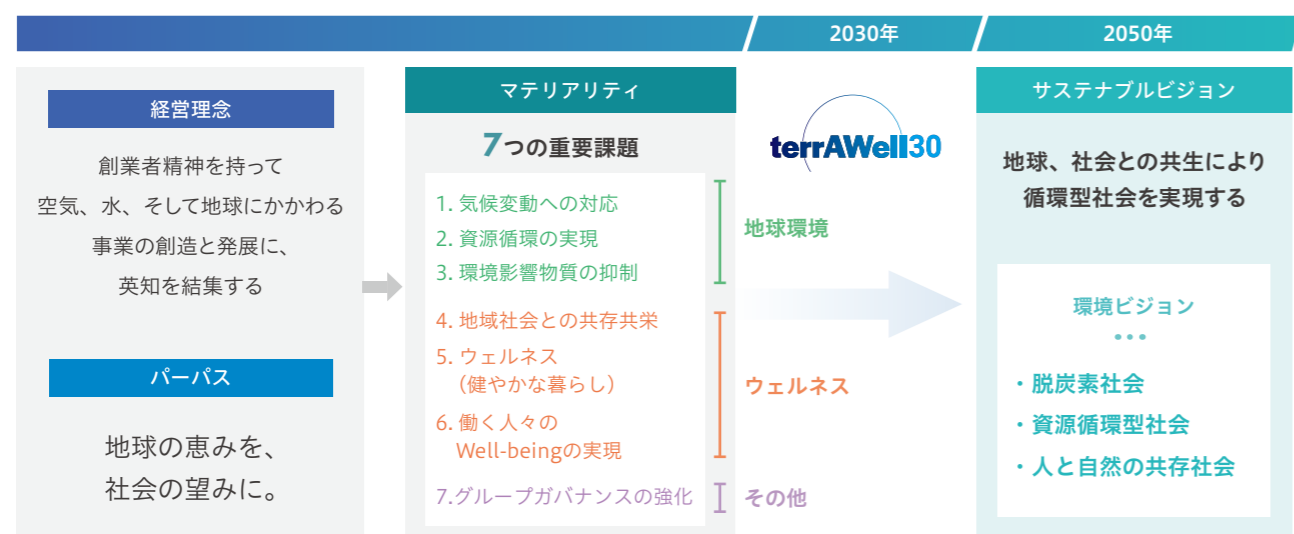 2030年
2050年
経営理念
創業者精神を持って
空気、水、そして地球にかかわる
事業の創造と発展に、
英知を結集する
パーパス
地球の恵みを、
社会の望みに。
マテリアリティ
7つの重要課題
1. 気候変動への対応
2. 資源循環の実現
3. 環境影響物質の抑制
地球環境
4. 地域社会との共存共栄
5. ウェルネス
（健やかな暮らし）
6. 働く人々の
Well-beingの実現
ウェルネス
7.グループガバナンスの強化
その他
terrAWell30
サステナブルビジョン
地球、社会との共生により
循環型社会を実現する
環境ビジョン
・脱炭素社会
・資源循環型社会
・人と自然の共存社会